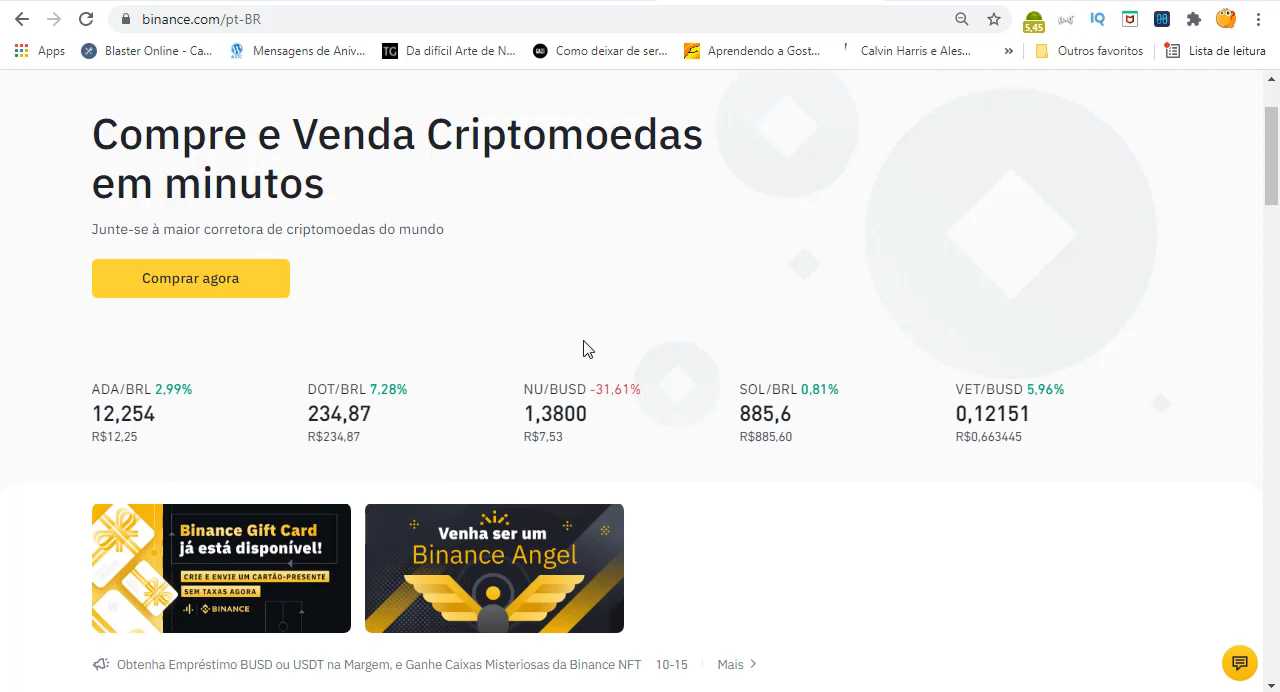 binance.com/pt-BR
5,45
IQ
Apps
Blaster Online - Ca...
Mensagens de Aniv...
TG
Da difícil Arte de N...
Como deixar de ser...
Aprendendo a Gost...
Calvin Harris e Ales...
»
Outros favoritos
Lista de leitura
Compre e Venda Criptomoedas
em minutos
Junte-se à maior corretora de criptomoedas do mundo
Comprar agora
ADA/BRL 2,99%
12,254
R$12,25
DOT/BRL 7,28%
234,87
R$234,87
NU/BUSD -31,61%
1,3800
R$7,53
SOL/BRL 0,81%
885,6
R$885,60
VET/BUSD 5,96%
0,12151
R$0,663445
Binance Gift Card
já está disponível!
CRIE E ENVIE UM CARTÃO-PRESENTE
SEM TAXAS AGORA
BINANCE
Venha ser um
Binance Angel
Obtenha Empréstimo BUSD ou USDT na Margem, e Ganhe Caixas Misteriosas da Binance NFT 10-15
Mais